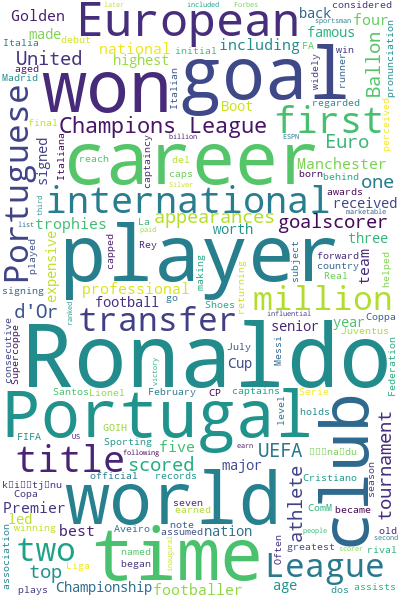 later included Forbes
Golden European considered
debut sportsman
made Italia initial back four
won goal
United national including FA famous
aged highest win
Madrid Italian widely runner regarded Ballon pronunciation perceived
Portuguese Champions League first
final billion ESPN Boot
signed Italiana reach captaincy del Silver caps born behind Euro Manchester
career
international
list third marketable one received
trophies La appearances goalscorer
played capped paid Rey worth awards three
player
expensive professional making forward country team helped
signing football go Shoes returning subject Real
million
Consecutive Supercoppe d'Or transfer ranked influential senior year Coppa Juventus Federation
July Messi Cup Serie
Ronaldo
Santos Lionel February CP captains level holds
victory
Portugal club
FIFA GOIH Sporting five UEFA Cristiano
title US following scored earn major
Copa official records athlete tournament season
Premier seven earned ComM became
world
led winning best Aveiro note assumed nation greatest old second rival
association two named began inaugural time League
top Liga Often people scorer
plays Championship footballer age dos assists